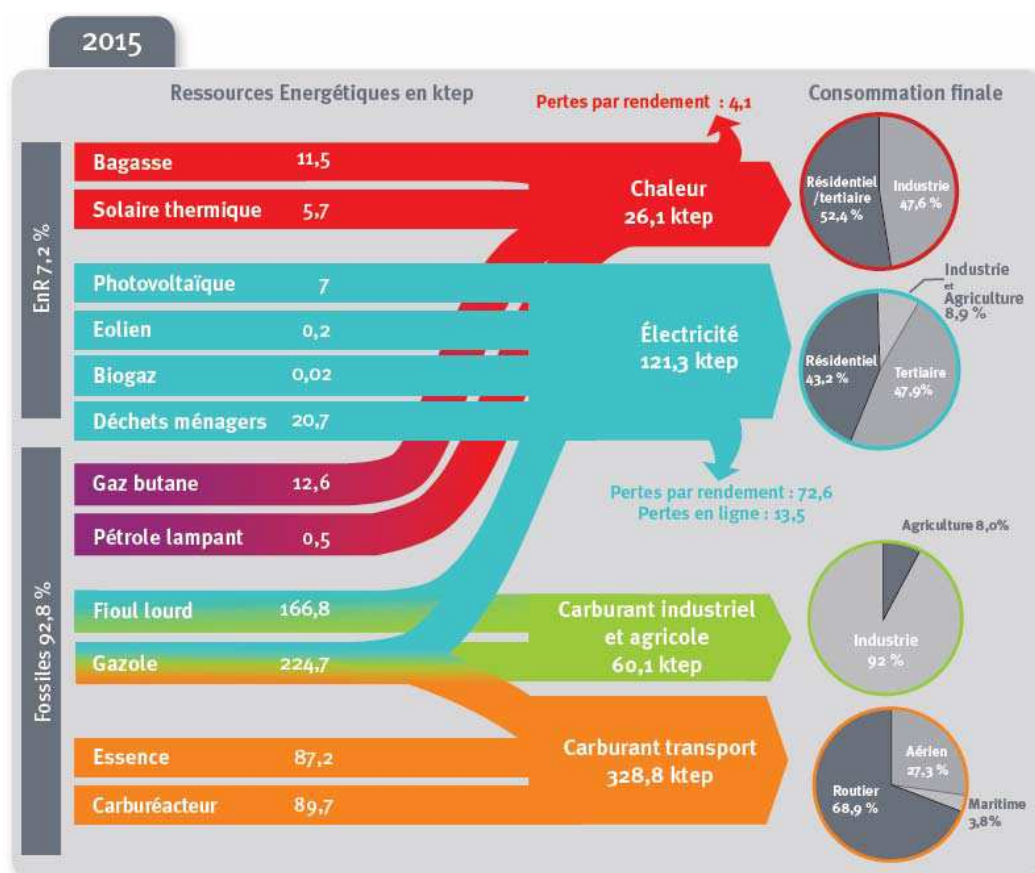 2015
Ressources Energétiques en ktep
Pertes par rendement : 4,1
Consommation finale
EnR 7,2 %
Bagasse 11,5
Solaire thermique 5,7
Chaleur
26,1 ktep
Résidentiel
/tertiaire
52,4 %
Industrie
47,6 %
Photovoltaïque 7
Eolien 0,2
Biogaz 0,02
Déchets ménagers 20,7
Électricité
121,3 ktep
Industrie
et
Agriculture
8,9 %
Résidentiel
43,2 %
Tertiaire
47,9%
Pertes par rendement : 72,6
Pertes en ligne : 13,5
Fossiles 92,8 %
Gaz butane 12,6
Pétrole lampant 0,5
Fioul lourd 166,8
Gazole 224,7
Carburant industriel
et agricole
60,1 ktep
Agriculture 8,0%
Industrie
92 %
Essence 87,2
Carburéacteur 89,7
Carburant transport
328,8 ktep
Aérien
27,3 %
Routier
68,9 %
Maritime
3,8%